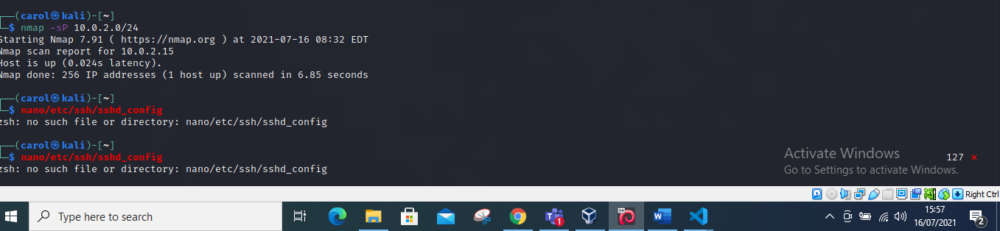 (carol㉿kali)-[~]
$ nmap -sP 10.0.2.0/24
Starting Nmap 7.91 ( https://nmap.org ) at 2021-07-16 08:32 EDT
Nmap scan report for 10.0.2.15
Host is up (0.024s latency).
Nmap done: 256 IP addresses (1 host up) scanned in 6.85 seconds
(carol㉿kali)-[~]
$ nano/etc/ssh/sshd_config
zsh: no such file or directory: nano/etc/ssh/sshd_config
(carol㉿kali)-[~]
$ nano/etc/ssh/sshd_config
zsh: no such file or directory: nano/etc/ssh/sshd_config
127 ⨯
Activate Windows
Go to Settings to activate Windows.
Right Ctrl
Type here to search
1
64
15:57
16/07/2021
2